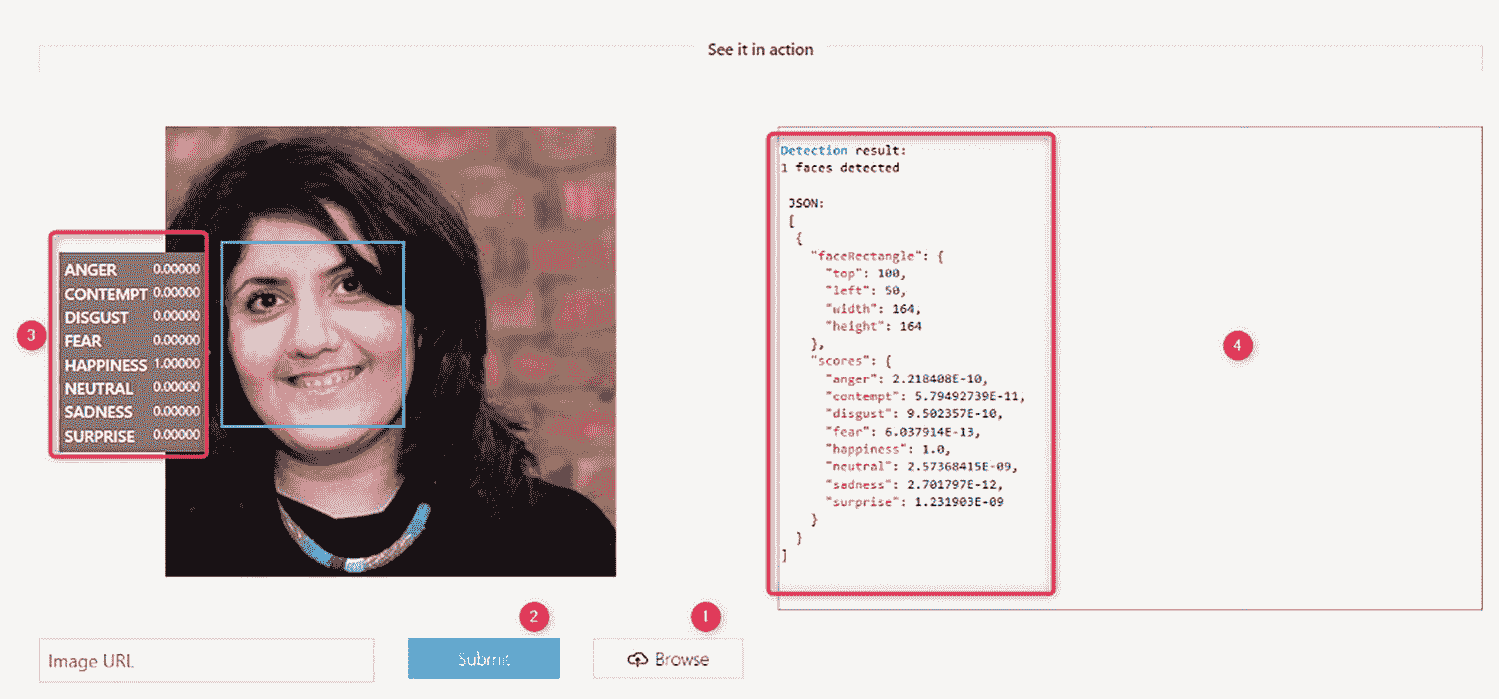 See it in action
ANGER 0.00000
CONTEMPT 0.00000
DISGUST 0.00000
FEAR 0.00000
HAPPINESS 1.00000
NEUTRAL 0.00000
SADNESS 0.00000
SURPRISE 0.00000
3
Detection result:
1 faces detected
JSON:
[
{
"faceRectangle": {
"top": 100,
"left": 50,
"width": 164,
"height": 164
},
"scores": {
"anger": 2.218408E-10,
"contempt": 5.79492739E-11,
"disgust": 9.502357E-10,
"fear": 6.037914E-13,
"happiness": 1.0,
"neutral": 2.57368415E-09,
"sadness": 2.701797E-12,
"surprise": 1.231903E-09
}
}
]
4
2
1
Image URL
Submit
Browse